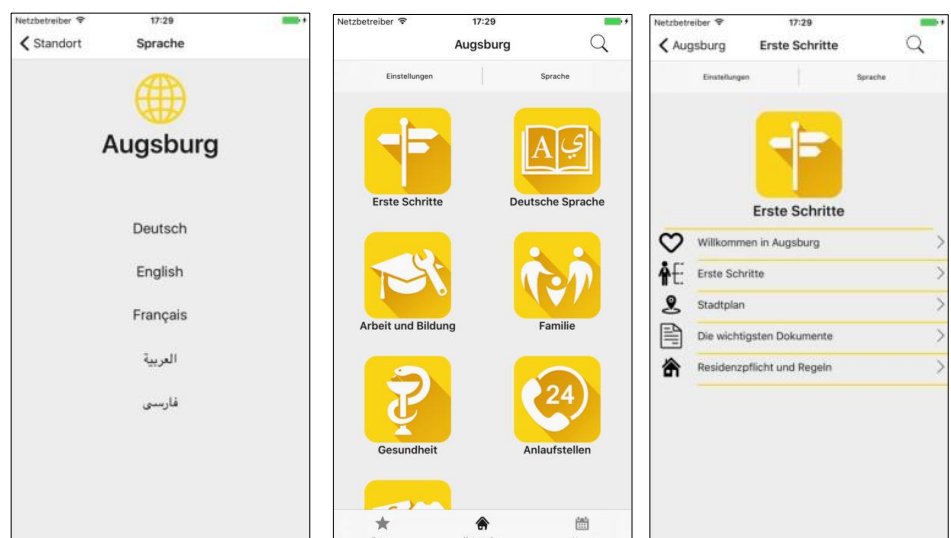 Netzbetreiber 17:29
Standort Sprache
Augsburg
Deutsch
English
Français
العربية
فارسی
Netzbetreiber 17:29
Augsburg
Einstellungen Sprache
A ي
Erste Schritte Deutsche Sprache
Arbeit und Bildung Familie
24
Gesundheit Anlaufstellen
Netzbetreiber 17:29
Augsburg Erste Schritte
Einstellungen Sprache
Erste Schritte
Willkommen in Augsburg
Erste Schritte
Stadtplan
Die wichtigsten Dokumente
Residenzpflicht und Regeln